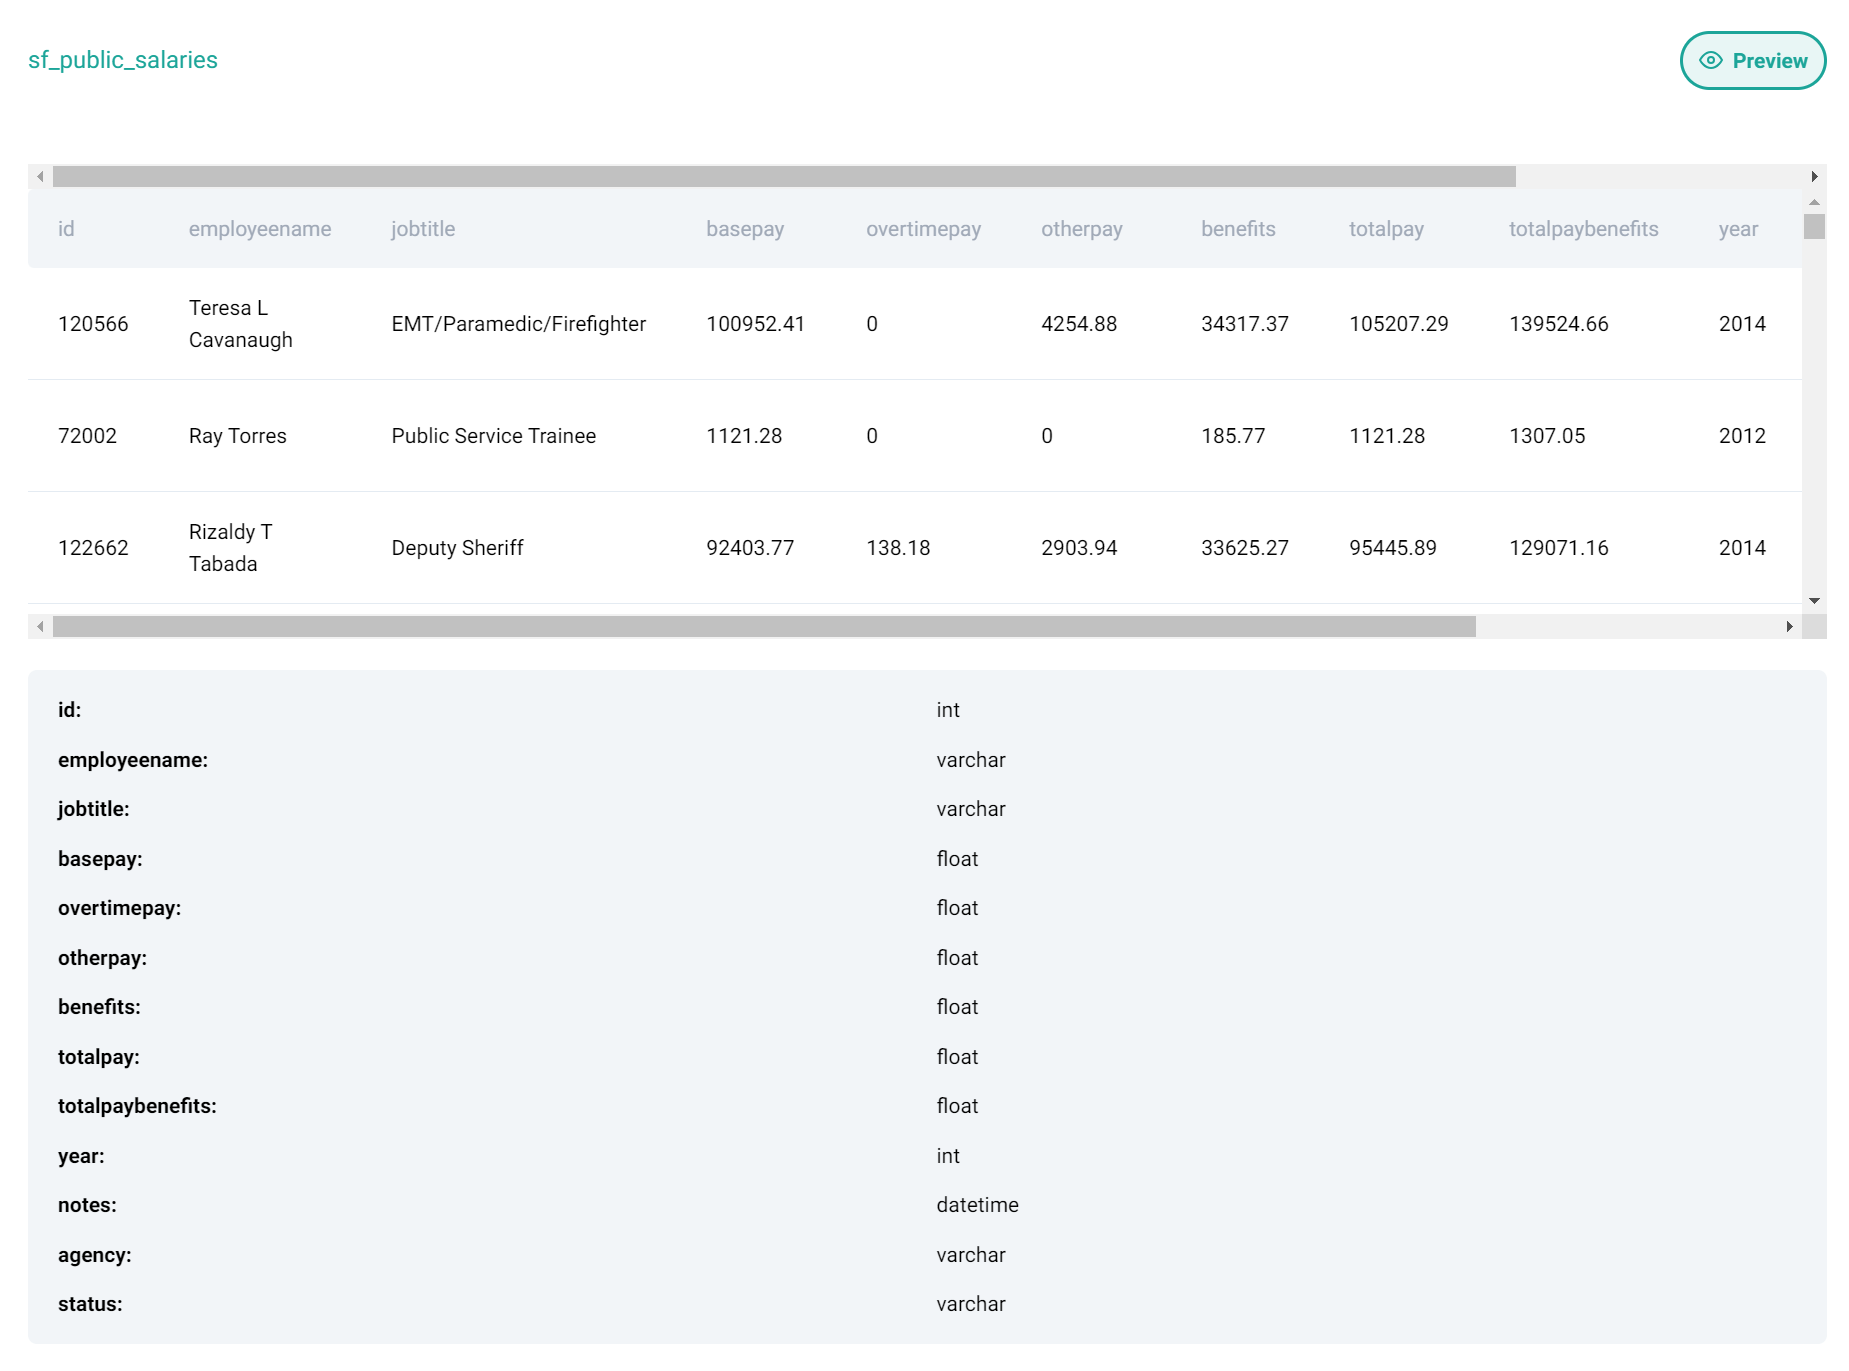 sf_public_salaries
Preview
id employeename jobtitle basepay overtimepay otherpay benefits totalpay totalpaybenefits year
120566 Teresa L Cavanaugh EMT/Paramedic/Firefighter 100952.41 0 4254.88 34317.37 105207.29 139524.66 2014
72002 Ray Torres Public Service Trainee 1121.28 0 0 185.77 1121.28 1307.05 2012
122662 Rizaldy T Tabada Deputy Sheriff 92403.77 138.18 2903.94 33625.27 95445.89 129071.16 2014
id: int
employeename: varchar
jobtitle: varchar
basepay: float
overtimepay: float
otherpay: float
benefits: float
totalpay: float
totalpaybenefits: float
year: int
notes: datetime
agency: varchar
status: varchar